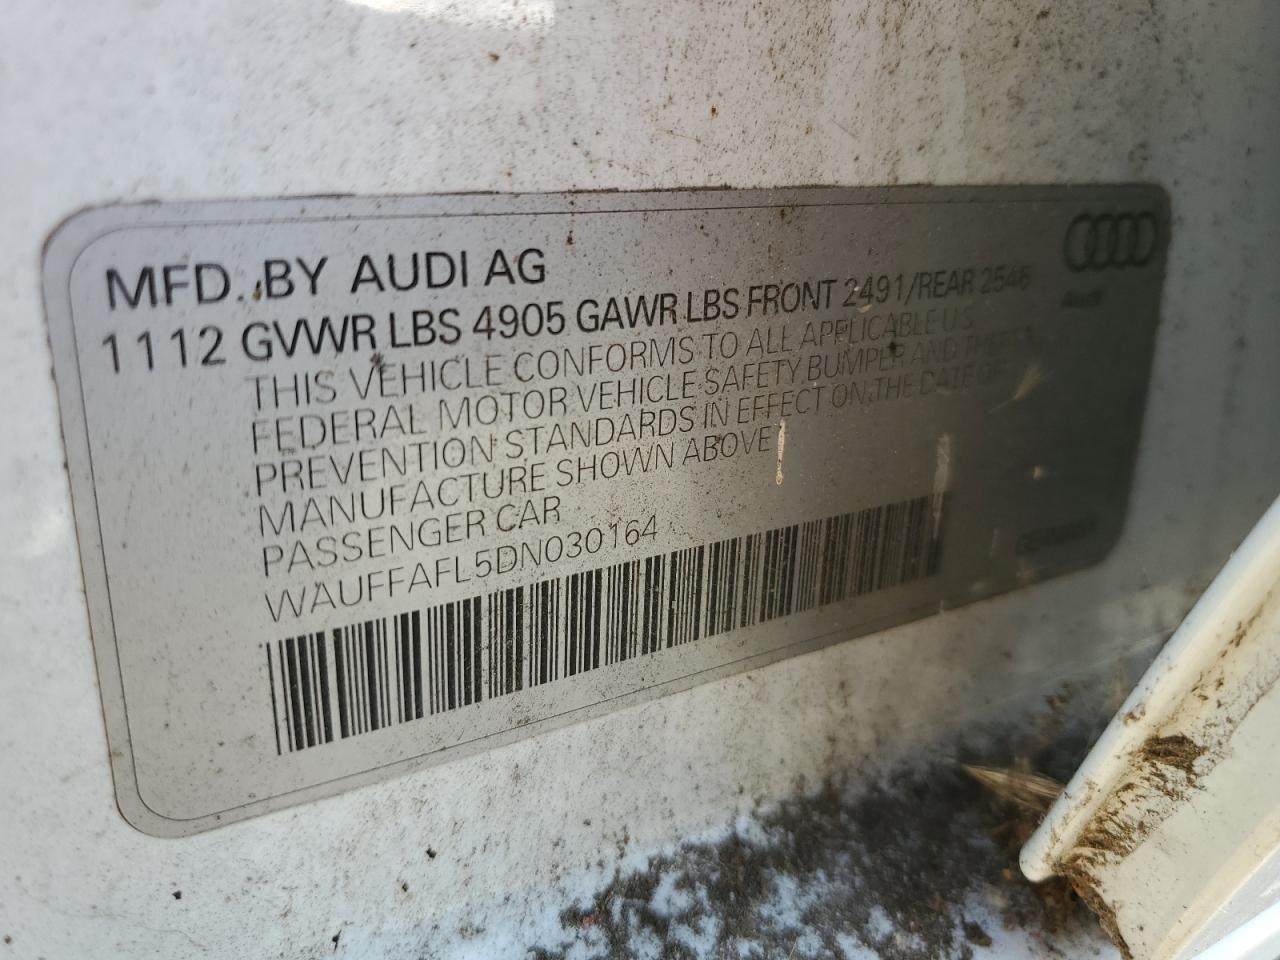 MFD. BY AUDI AG
1112 GVWR LBS 4905 GAWR LBS FRONT 2491/REAR 2546
THIS VEHICLE CONFORMS TO ALL APPLICABLE U.S.
FEDERAL MOTOR VEHICLE SAFETY BUMPER AND THEFT
PREVENTION STANDARDS IN EFFECT ON THE DATE OF
MANUFACTURE SHOWN ABOVE
PASSENGER CAR
WAUFFAFL5DN030164
Audi